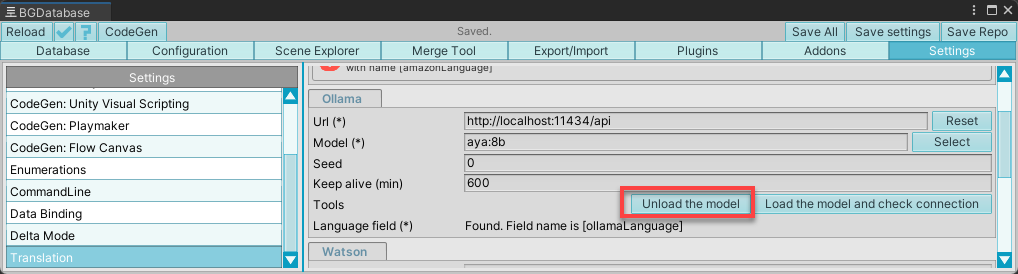 BGDatabase
Reload ? CodeGen Saved. Save All Save settings Save Repo
Database Configuration Scene Explorer Merge Tool Export/Import Plugins Addons Settings
Settings
CodeGen: Unity Visual Scripting
CodeGen: Playmaker
CodeGen: Flow Canvas
Enumerations
CommandLine
Data Binding
Delta Mode
Translation
with name [amazonLanguage]
Ollama
Url (*) http://localhost:11434/api Reset
Model (*) aya:8b Select
Seed 0
Keep alive (min) 600
Tools Unload the model Load the model and check connection
Language field (*) Found. Field name is [ollamaLanguage]
Watson